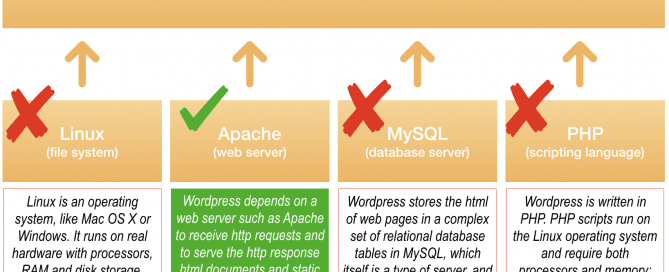 Linux
(file system)
Apache
(web server)
MySQL
(database server)
PHP
(scripting language)
Linux is an operating
system, like Mac OS X or
Windows. It runs on real
hardware with processors,
RAM and disk storage
Wordpress depends on a
web server such as Apache
to receive http requests and
to serve the http response
html documents and static
Wordpress stores the html
of web pages in a complex
set of relational database
tables in MySQL, which
itself is a type of server, and
Wordpress is written in
PHP. PHP scripts run on
the Linux operating system
and require both
processors and memory;